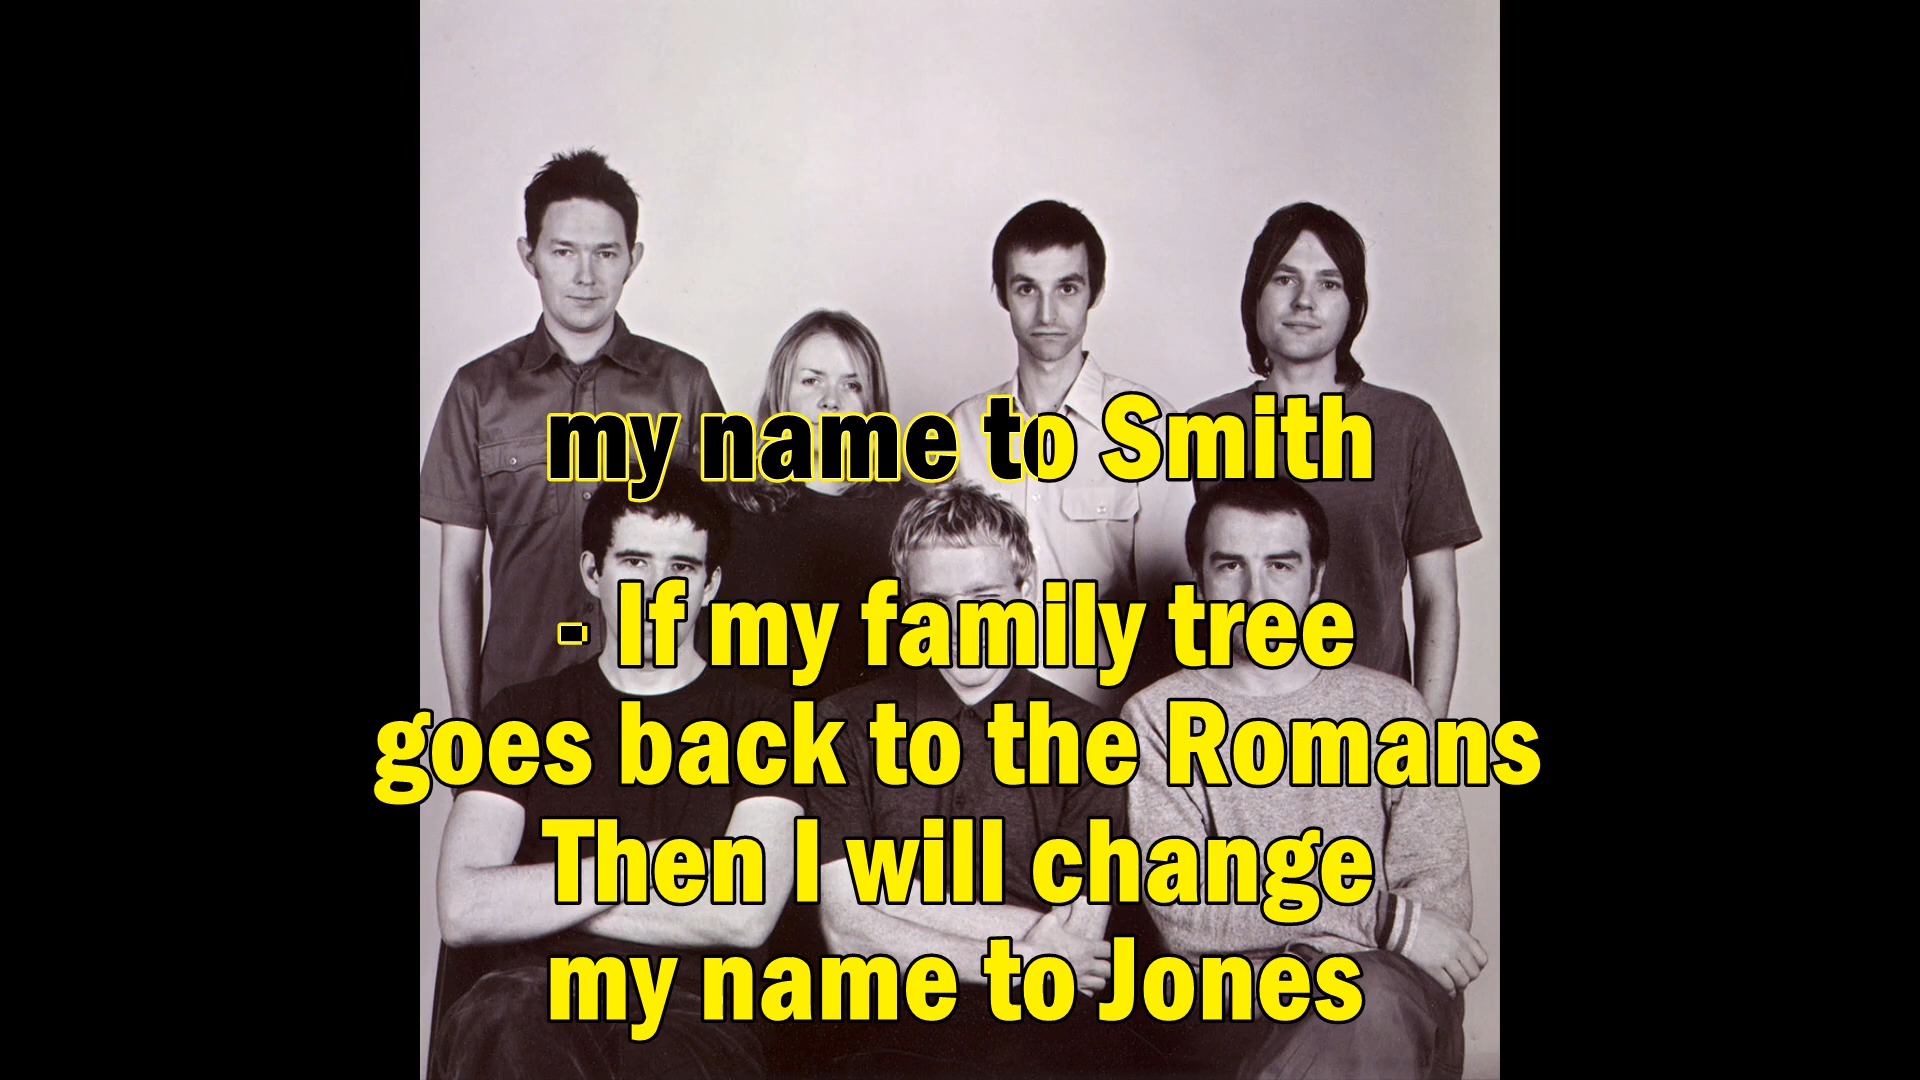 my name to Smith
- If my family tree
goes back to the Romans
Then I will change
my name to Jones